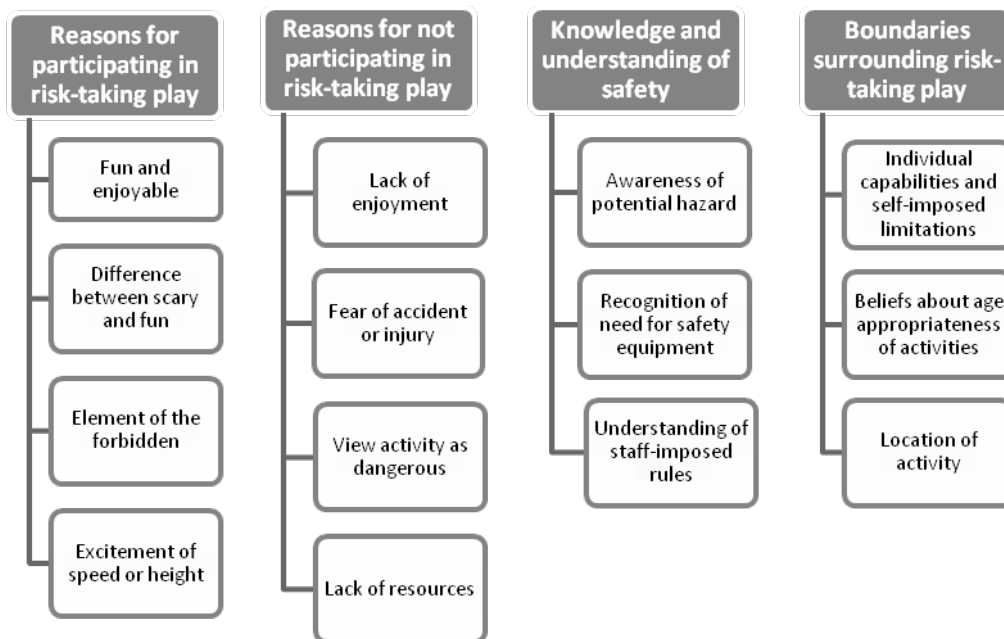 Reasons for
participating in
risk-taking play
Fun and
enjoyable
Difference
between scary
and fun
Element of the
forbidden
Excitement of
speed or height
Reasons for not
participating in
risk-taking play
Lack of
enjoyment
Fear of accident
or injury
View activity as
dangerous
Lack of resources
Knowledge and
understanding of
safety
Awareness of
potential hazard
Recognition of
need for safety
equipment
Understanding of
staff-imposed
rules
Boundaries
surrounding risk-
taking play
Individual
capabilities and
self-imposed
limitations
Beliefs about age
appropriateness
of activities
Location of
activity